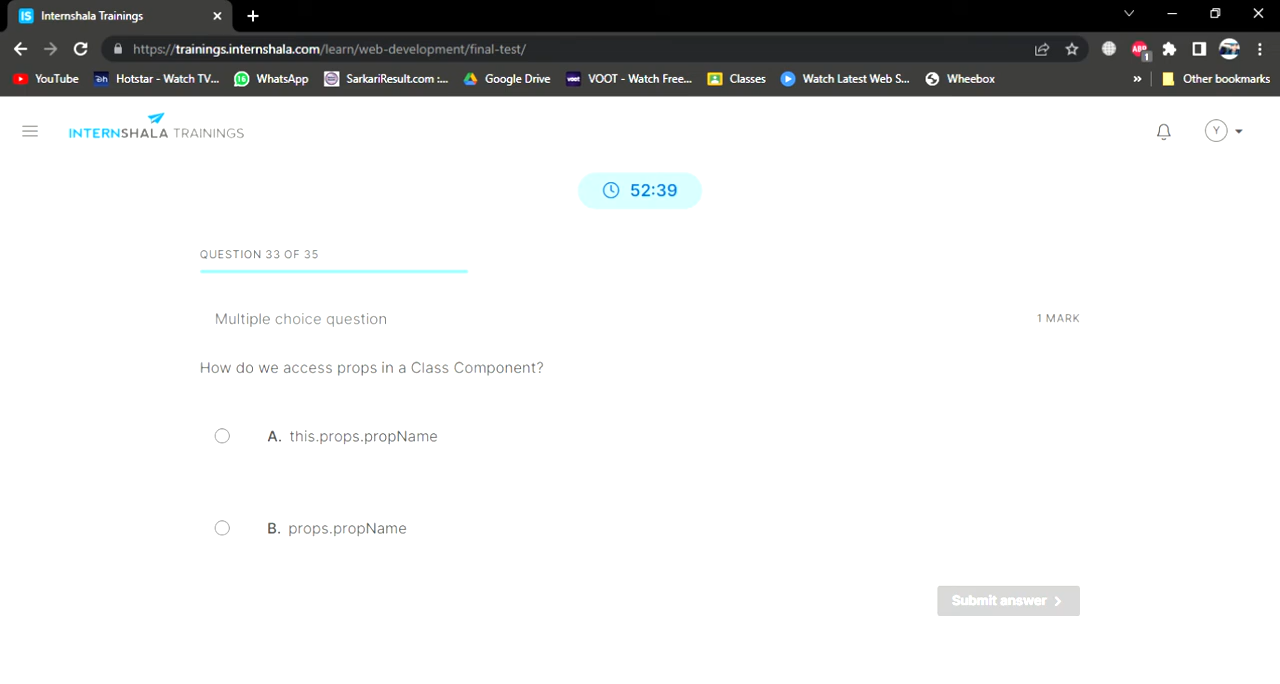 Internshala Trainings
https://trainings.internshala.com/learn/web-development/final-test/
ABP 1
YouTube
Hotstar - Watch TV...
WhatsApp
SarkariResult.com :...
Google Drive
VOOT - Watch Free...
Classes
Watch Latest Web S...
Wheebox
»
Other bookmarks
INTERNSHALA TRAININGS
Y
52:39
QUESTION 33 OF 35
Multiple choice question
1 MARK
How do we access props in a Class Component?
A. this.props.propName
B. props.propName
Submit answer >